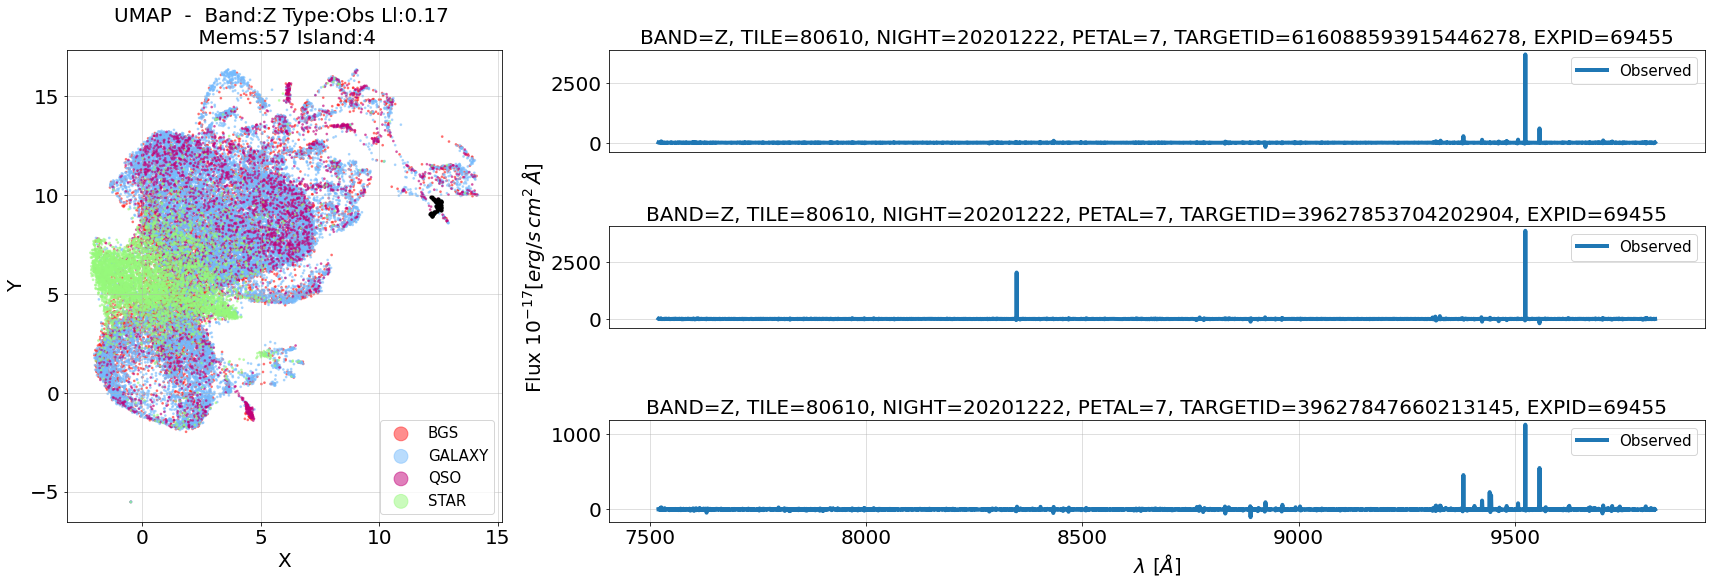 UMAP - Band:Z Type:Obs Ll:0.17
Mems:57 Island:4
15
10
5
0
−5
Y
0
5
10
15
X
BGS
GALAXY
QSO
STAR
BAND=Z, TILE=80610, NIGHT=20201222, PETAL=7, TARGETID=616088593915446278, EXPID=69455
2500
0
Observed
BAND=Z, TILE=80610, NIGHT=20201222, PETAL=7, TARGETID=39627853704202904, EXPID=69455
2500
0
Observed
Flux 10⁻¹⁷[erg/s cm² Å]
BAND=Z, TILE=80610, NIGHT=20201222, PETAL=7, TARGETID=39627847660213145, EXPID=69455
1000
0
Observed
7500
8000
8500
9000
9500
λ [Å]